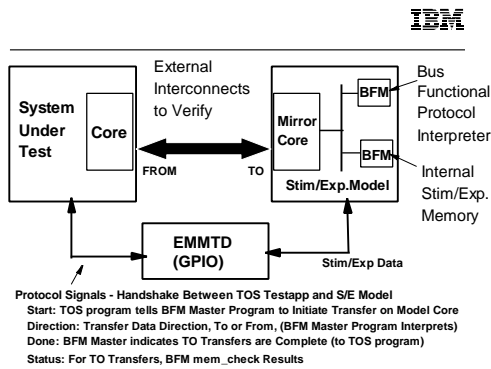 IBM
External
Interconnects
to Verify
System
Under
Test
Core
FROM
TO
Mirror
Core
BFM
BFM
Stim/Exp.Model
Bus
Functional
Protocol
Interpreter
Internal
Stim/Exp.
Memory
EMMTD
(GPIO)
Stim/Exp Data
Protocol Signals - Handshake Between TOS Testapp and S/E Model
Start: TOS program tells BFM Master Program to Initiate Transfer on Model Core
Direction: Transfer Data Direction, To or From, (BFM Master Program Interprets)
Done: BFM Master indicates TO Transfers are Complete (to TOS program)
Status: For TO Transfers, BFM mem_check Results